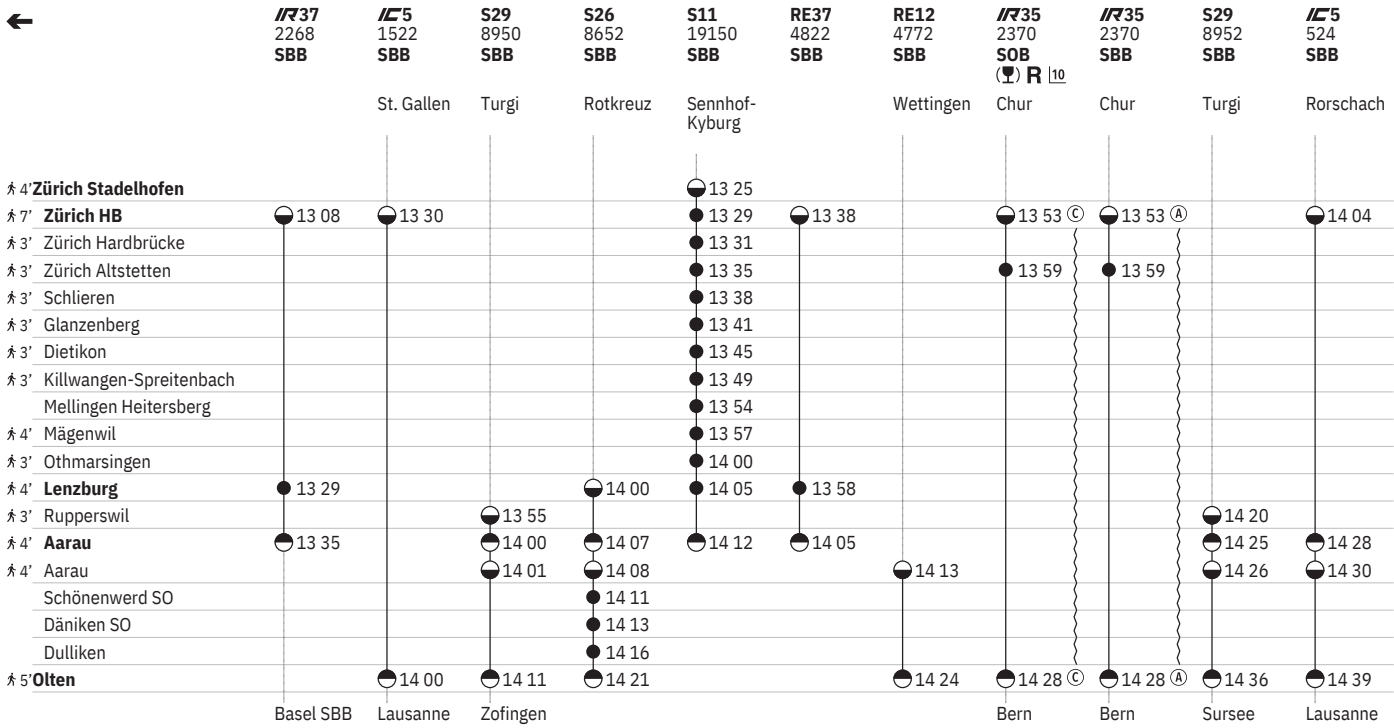 IR37 IC5 S29 S26 S11 RE37 RE12 IR35 IR35 S29 IC5
2268 1522 8950 8652 19150 4822 4772 2370 2370 8952 524
SBB SBB SBB SBB SBB SBB SBB SOB SBB SBB SBB
R 10
St. Gallen Turgi Rotkreuz Sennhof- Wettingen Chur Chur Turgi Rorschach
Kyburg
4' Zürich Stadelhofen 13 25
7' Zürich HB 13 08 13 30 13 29 13 38 13 53 C 13 53 A 14 04
3' Zürich Hardbrücke 13 31
3' Zürich Altstetten 13 35 13 59 13 59
3' Schlieren 13 38
3' Glanzenberg 13 41
3' Dietikon 13 45
3' Killwangen-Spreitenbach 13 49
Mellingen Heitersberg 13 54
4' Mägenwil 13 57
3' Othmarsingen 14 00
4' Lenzburg 13 29 14 00 14 05 13 58
3' Rupperswil 13 55 14 20
4' Aarau 13 35 14 00 14 07 14 12 14 05 14 25 14 28
4' Aarau 14 01 14 08 14 13 14 26 14 30
Schönenwerd SO 14 11
Däniken SO 14 13
Dulliken 14 16
5' Olten 14 00 14 11 14 21 14 24 14 28 C 14 28 A 14 36 14 39
Basel SBB Lausanne Zofingen Bern Bern Sursee Lausanne